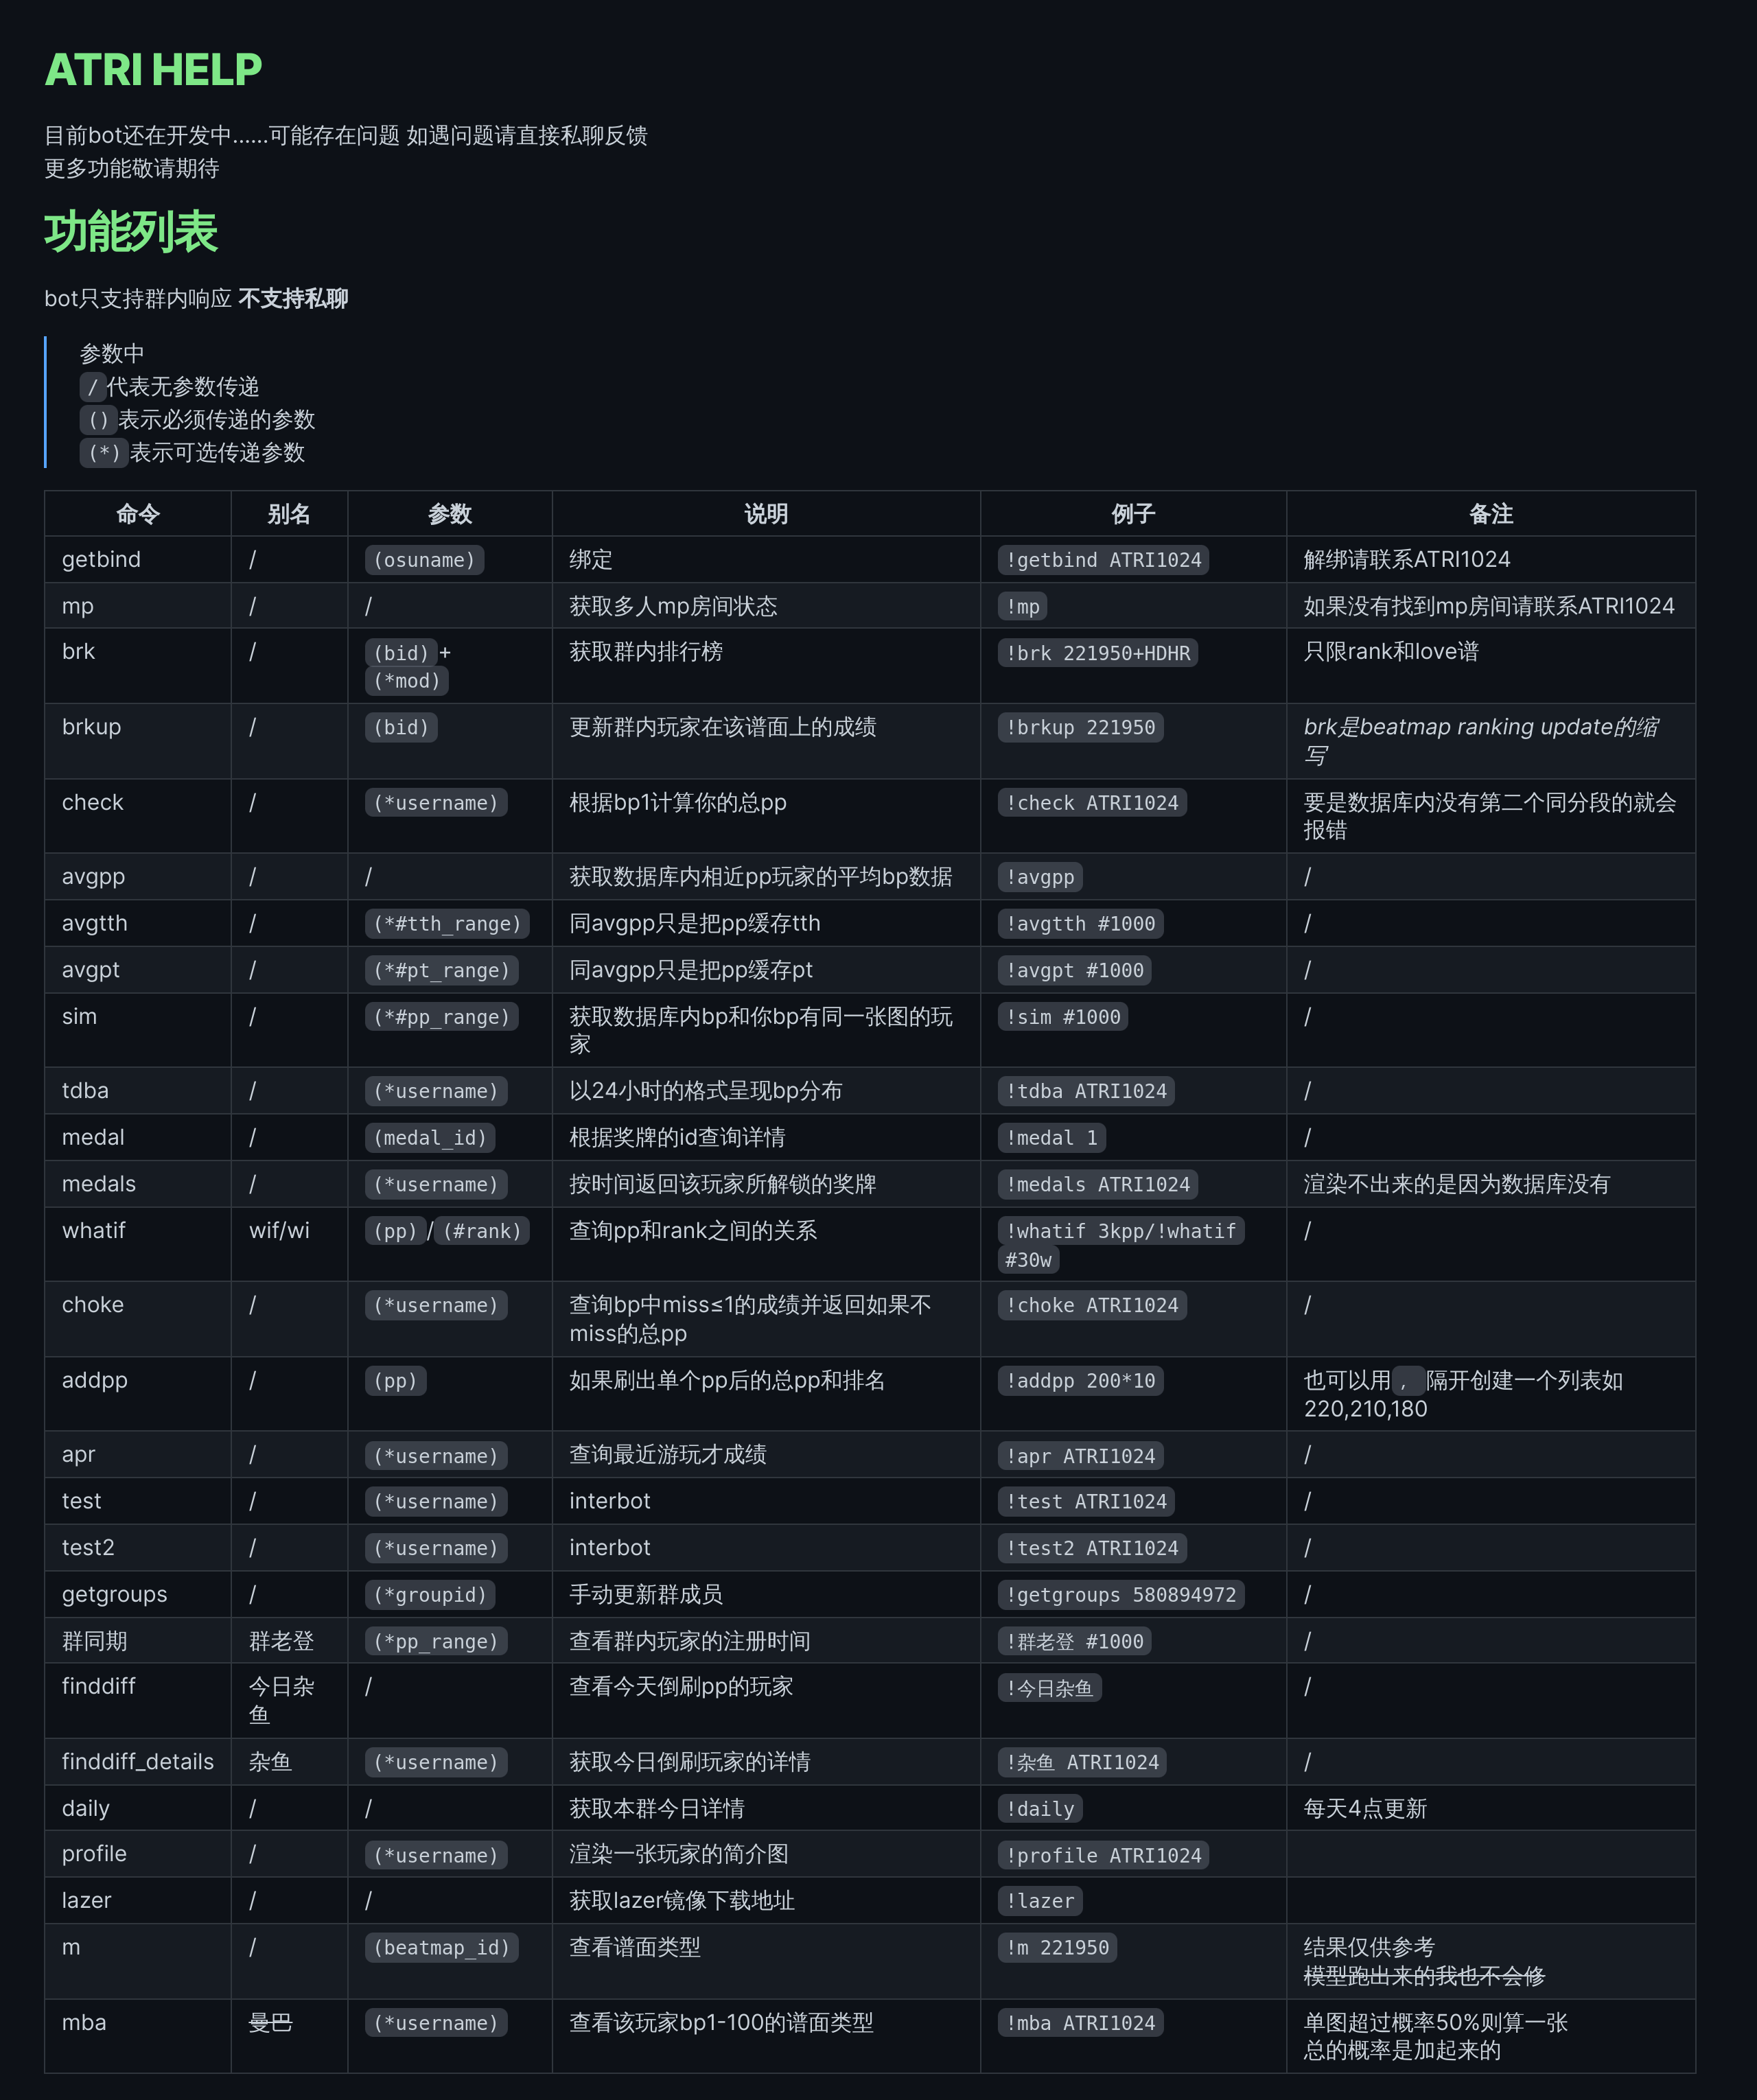 ATRI HELP
目前bot还在开发中......可能存在问题 如遇问题请直接私聊反馈
更多功能敬请期待
功能列表
bot只支持群内响应 不支持私聊
参数中
/代表无参数传递
()表示必须传递的参数
(*)表示可选传递参数
命令 别名 参数 说明 例子 备注
getbind / (osuname) 绑定 !getbind ATRI1024 解绑请联系ATRI1024
mp / / 获取多人mp房间状态 !mp 如果没有找到mp房间请联系ATRI1024
brk / (bid)+ 获取群内排行榜 !brk 221950+HDHR 只限rank和love谱
(*mod)
brkup / (bid) 更新群内玩家在该谱面上的成绩 !brkup 221950 brk是beatmap ranking update的缩
写
check / (*username) 根据bp1计算你的总pp !check ATRI1024 要是数据库内没有第二个同分段的就会
报错
avgpp / / 获取数据库内相近pp玩家的平均bp数据 !avgpp /
avgtth / (*#tth_range) 同avgpp只是把pp缓存tth !avgtth #1000 /
avgpt / (*#pt_range) 同avgpp只是把pp缓存pt !avgpt #1000 /
sim / (*#pp_range) 获取数据库内bp和你bp有同一张图的玩 !sim #1000 /
家
tdba / (*username) 以24小时的格式呈现bp分布 !tdba ATRI1024 /
medal / (medal_id) 根据奖牌的id查询详情 !medal 1 /
medals / (*username) 按时间返回该玩家所解锁的奖牌 !medals ATRI1024 渲染不出来的是因为数据库没有
whatif wif/wi (pp)/(#rank) 查询pp和rank之间的关系 !whatif 3kpp/!whatif /
#30w
choke / (*username) 查询bp中miss≤1的成绩并返回如果不 !choke ATRI1024 /
miss的总pp
addpp / (pp) 如果刷出单个pp后的总pp和排名 !addpp 200*10 也可以用，隔开创建一个列表如
220,210,180
apr / (*username) 查询最近游玩才成绩 !apr ATRI1024 /
test / (*username) interbot !test ATRI1024 /
test2 / (*username) interbot !test2 ATRI1024 /
getgroups / (*groupid) 手动更新群成员 !getgroups 580894972 /
群同期 群老登 (*pp_range) 查看群内玩家的注册时间 !群老登 #1000 /
finddiff 今日杂 / 查看今天倒刷pp的玩家 !今日杂鱼 /
鱼
finddiff_details 杂鱼 (*username) 获取今日倒刷玩家的详情 !杂鱼 ATRI1024 /
daily / / 获取本群今日详情 !daily 每天4点更新
profile / (*username) 渲染一张玩家的简介图 !profile ATRI1024
lazer / / 获取lazer镜像下载地址 !lazer
m / (beatmap_id) 查看谱面类型 !m 221950 结果仅供参考
模型跑出来的我也不会修
mba 曼巴 (*username) 查看该玩家bp1-100的谱面类型 !mba ATRI1024 单图超过概率50%则算一张
总的概率是加起来的